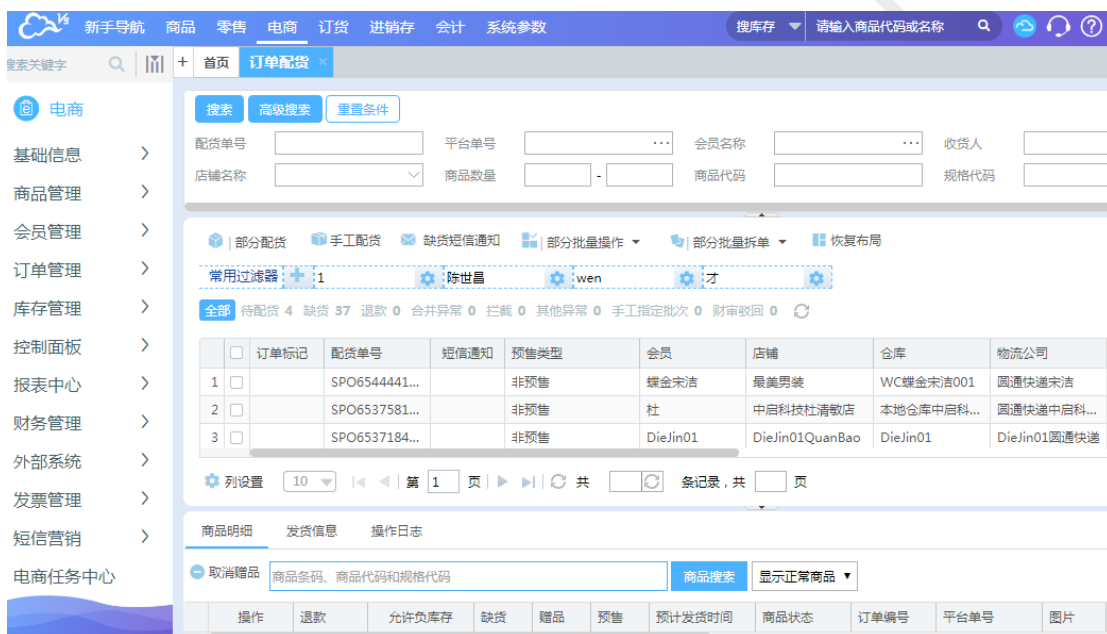 V5 新手导航 商品 零售 电商 订货 进销存 会计 系统参数 搜库存 请输入商品代码或名称
搜索关键字 + 首页 订单配货 ×
电商
基础信息
商品管理
会员管理
订单管理
库存管理
控制面板
报表中心
财务管理
外部系统
发票管理
短信营销
电商任务中心
搜索 高级搜索 重置条件
配货单号 平台单号 ... 会员名称 ... 收货人
店铺名称 商品数量 - 商品代码 规格代码
部分配货 手工配货 缺货短信通知 部分批量操作 部分批量拆单 恢复布局
常用过滤器 1 陈世昌 wen 才
全部 待配货 4 缺货 37 退款 0 合并异常 0 拦截 0 其他异常 0 手工指定批次 0 财审驳回 0
订单标记 配货单号 短信通知 预售类型 会员 店铺 仓库 物流公司
1 SPO6544441... 非预售 蝶金宋洁 最美男装 WC蝶金宋洁001 圆通快递宋洁
2 SPO6537581... 非预售 杜 中启科技杜清敏店 本地仓库中启科... 圆通快递中启科...
3 SPO6537184... 非预售 DieJin01 DieJin01QuanBao DieJin01 DieJin01圆通快递
列设置 10 第 1 页 共 条记录，共 页
商品明细 发货信息 操作日志
取消赠品 商品条码、商品代码和规格代码 商品搜索 显示正常商品
操作 退款 允许负库存 缺货 赠品 预售 预计发货时间 商品状态 订单编号 平台单号 图片